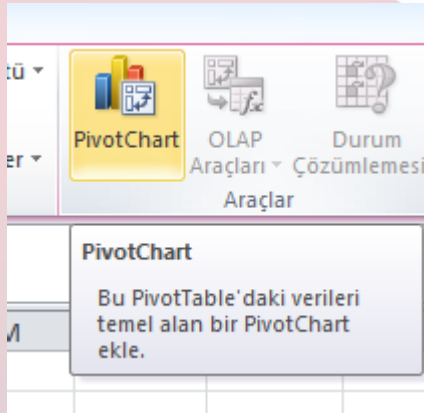 tü
er
PivotChart
OLAP
Araçları
Durum
Çözümlemesi
Araçlar
PivotChart
Bu PivotTable'daki verileri
temel alan bir PivotChart
ekle.
M